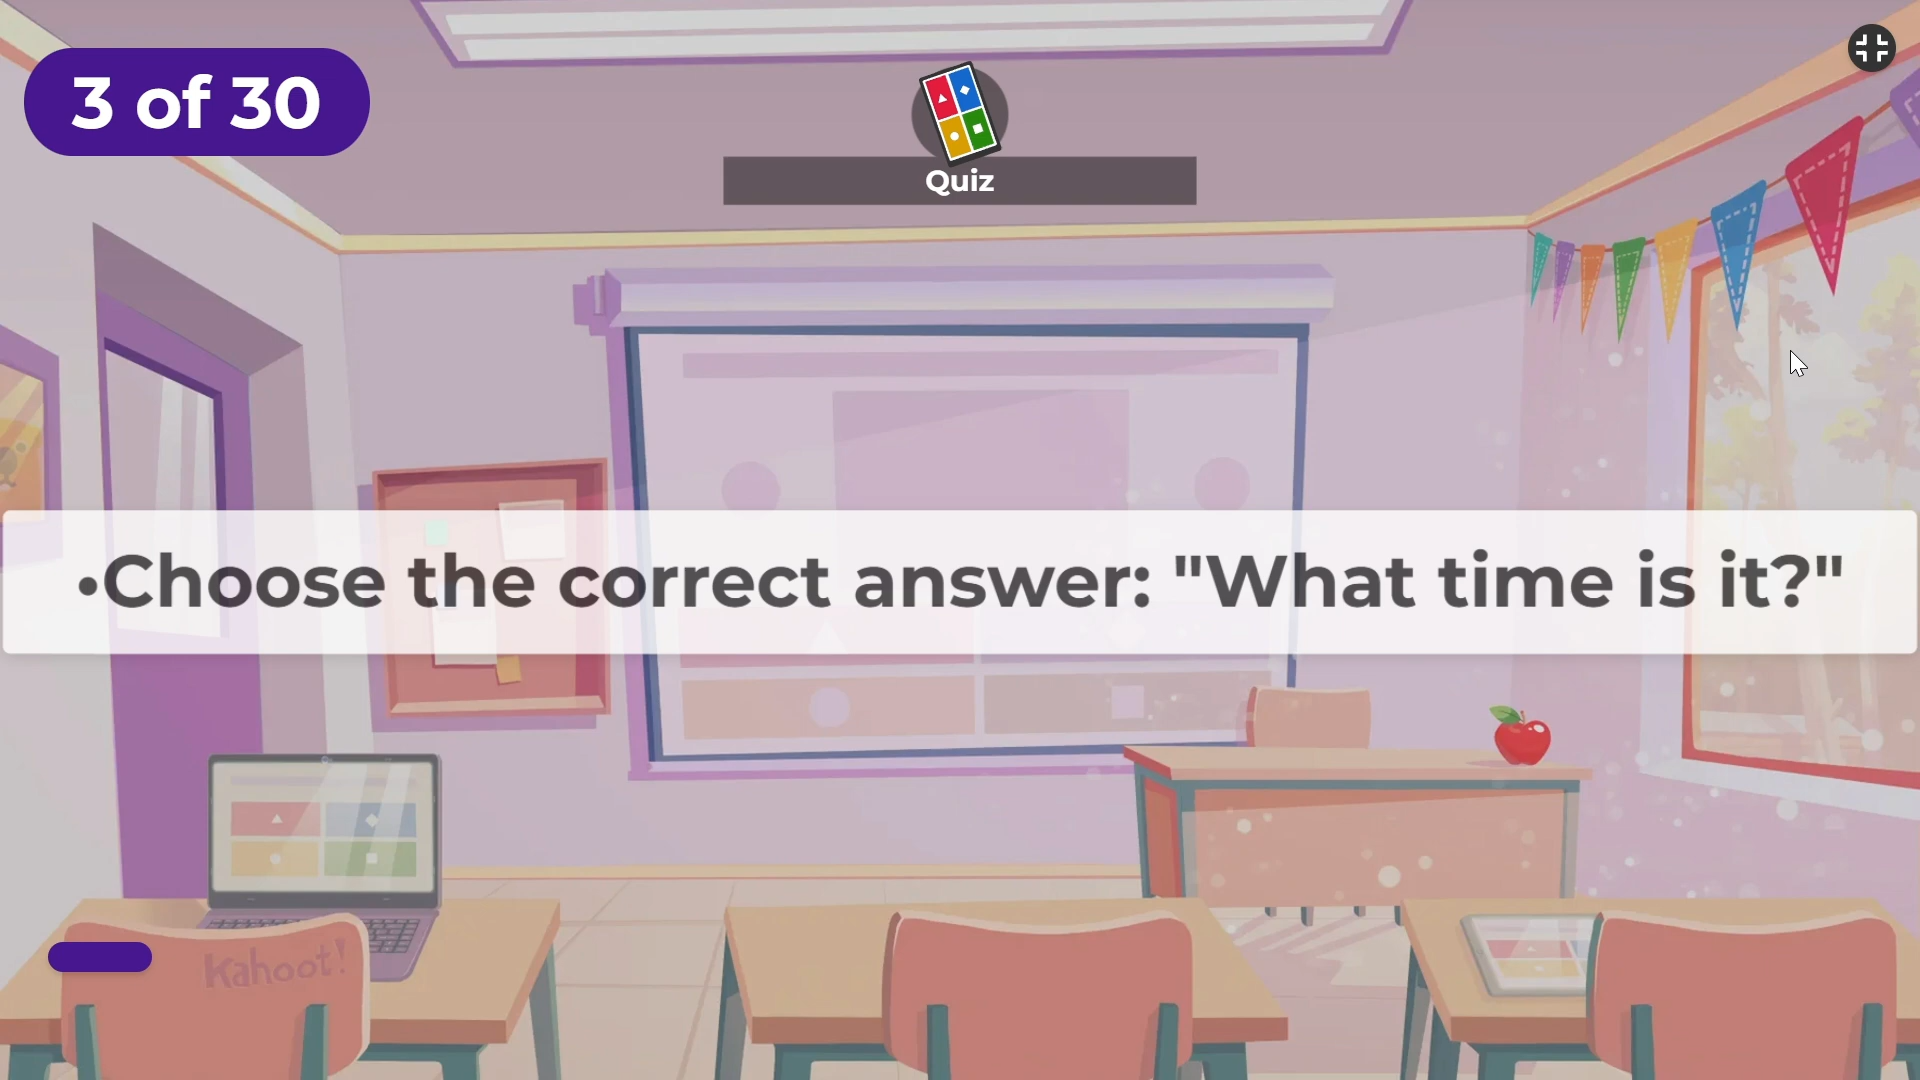 3 of 30
Quiz
•Choose the correct answer: "What time is it?"
Kahoot!